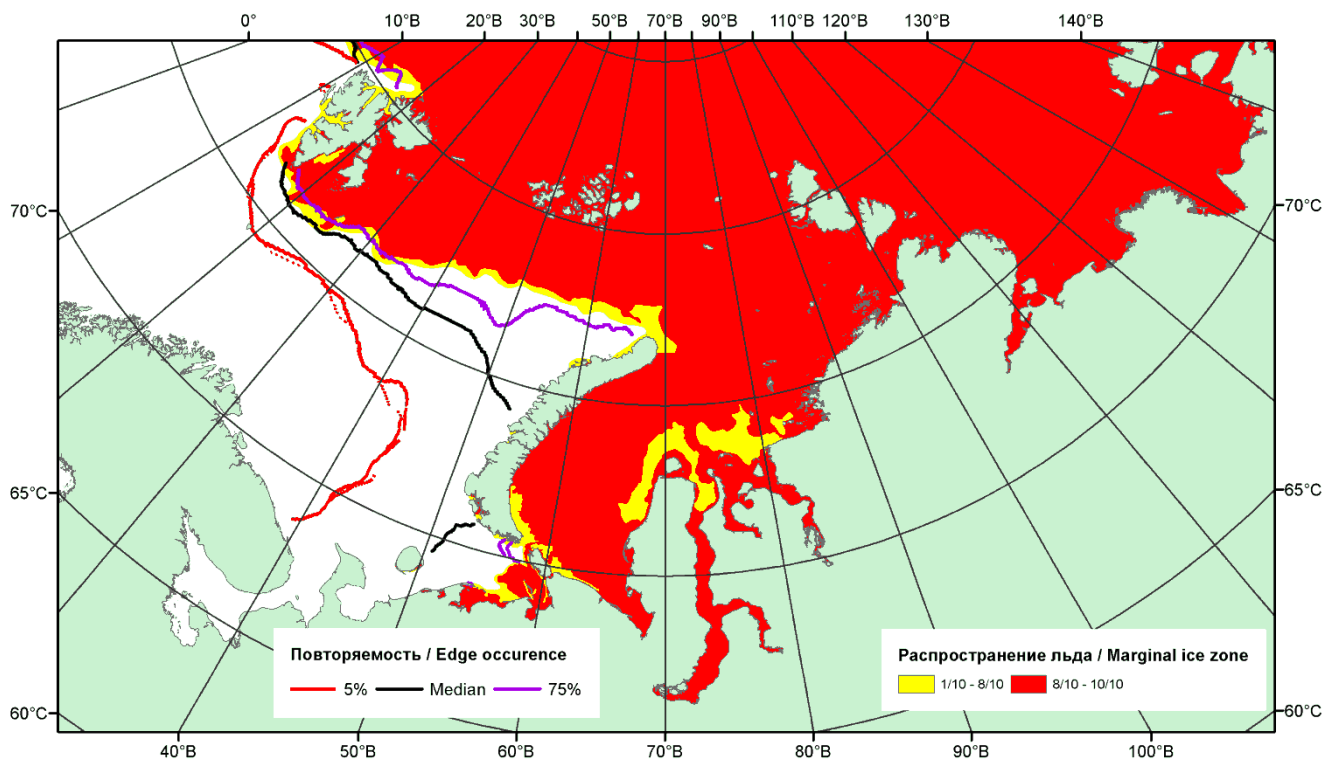 0° 10°В 20°В 30°В 50°В 70°В 90°В 110°В 120°В 130°В 140°В
70°С 70°С
65°С 65°С
Повторяемость / Edge occurence
5% Median 75%
Распространение льда / Marginal ice zone
1/10 - 8/10 8/10 - 10/10
60°С 60°С
40°В 50°В 60°В 70°В 80°В 90°В 100°В